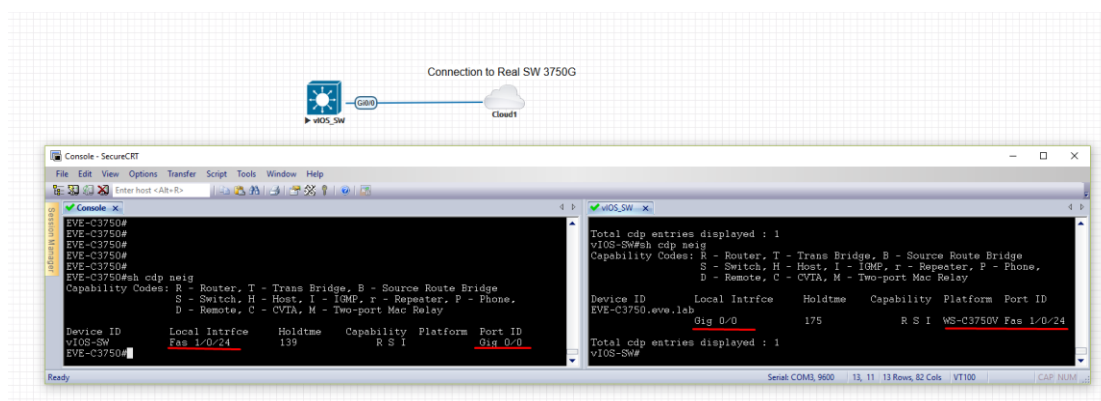 Connection to Real SW 3750G
Gi0/0
vIOS_SW
Cloud1
Console - SecureCRT
File Edit View Options Transfer Script Tools Window Help
Enter host <Alt+R>
Session Manager
Console
EVE-C3750#
EVE-C3750#
EVE-C3750#
EVE-C3750#
EVE-C3750#
EVE-C3750#sh cdp neig
Capability Codes: R - Router, T - Trans Bridge, B - Source Route Bridge
S - Switch, H - Host, I - IGMP, r - Repeater, P - Phone,
D - Remote, C - CVTA, M - Two-port Mac Relay
Device ID Local Intrfce Holdtme Capability Platform Port ID
vIOS-SW Fas 1/0/24 139 R S I Gig 0/0
EVE-C3750#
vIOS_SW
Total cdp entries displayed : 1
vIOS-SW#sh cdp neig
Capability Codes: R - Router, T - Trans Bridge, B - Source Route Bridge
S - Switch, H - Host, I - IGMP, r - Repeater, P - Phone,
D - Remote, C - CVTA, M - Two-port Mac Relay
Device ID Local Intrfce Holdtme Capability Platform Port ID
EVE-C3750.eve.lab
Gig 0/0 175 R S I WS-C3750V Fas 1/0/24
Total cdp entries displayed : 1
vIOS-SW#
Ready
Serial: COM3, 9600 13, 11 13 Rows, 82 Cols VT100 CAP NUM